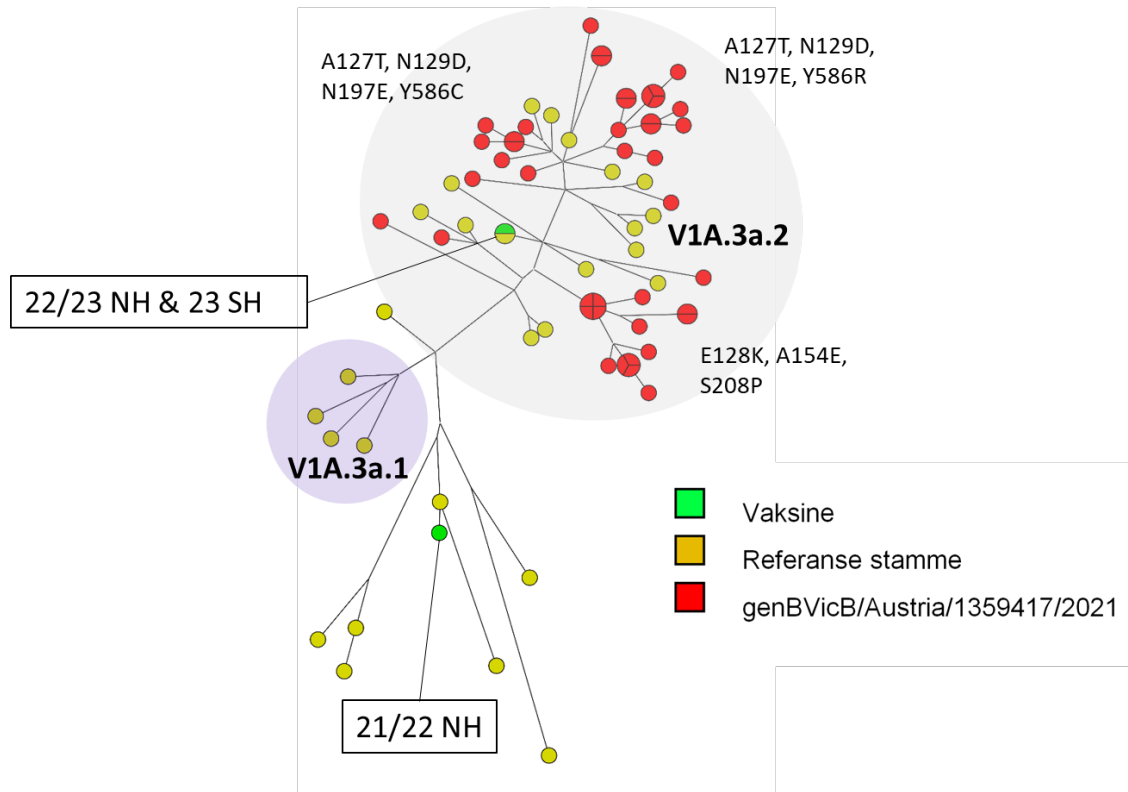 A127T, N129D,
N197E, Y586C
A127T, N129D,
N197E, Y586R
V1A.3a.2
22/23 NH & 23 SH
E128K, A154E,
S208P
V1A.3a.1
21/22 NH
Vaksine
Referanse stamme
genBVicB/Austria/1359417/2021